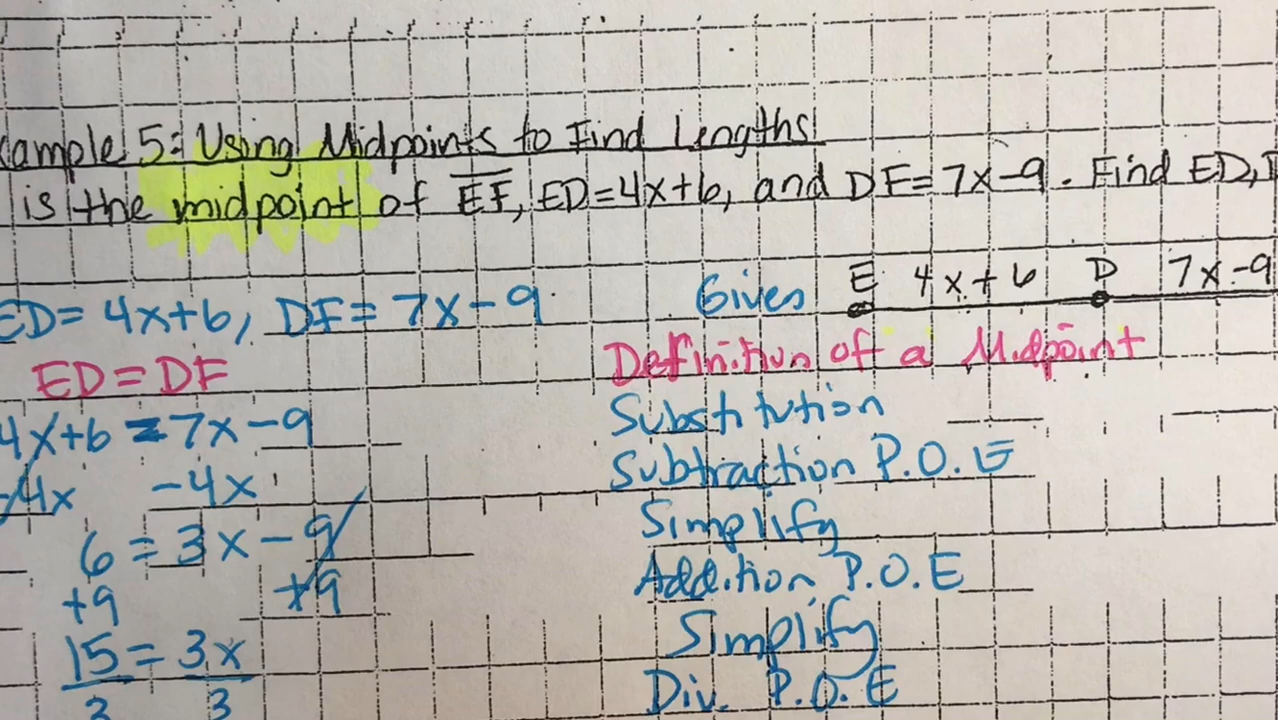 xample 5: Using Midpoints to Find Lengths
is the midpoint of EF, ED=4x+6, and DF=7x-9. Find ED,
E 4x+6 D 7x-9
ED=4x+6, DF=7x-9 Gives
ED=DF Definition of a Midpoint
4x+6=7x-9 Substitution
-4x -4x Subtraction P.O.E
6=3x-9 Simplify
+9 +9 Addition P.O.E
15=3x Simplify
3 3 Div. P.O.E